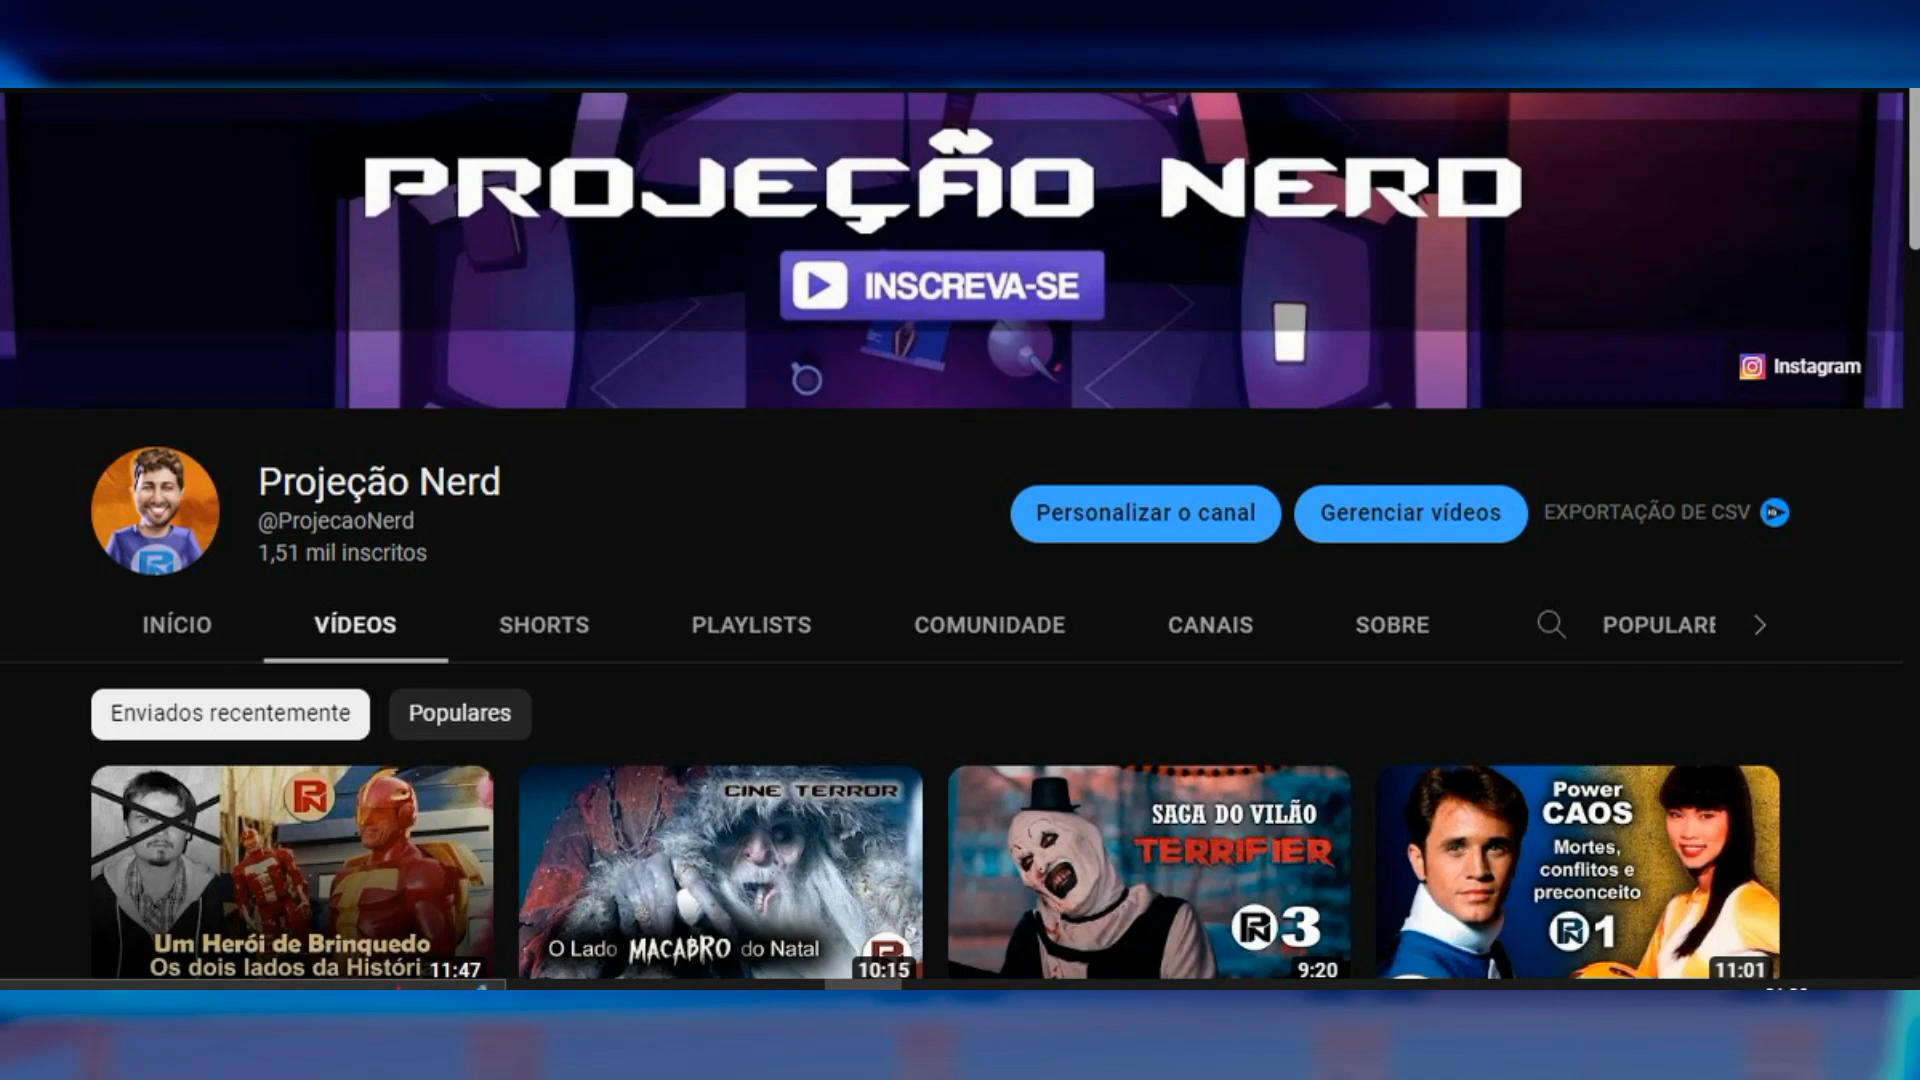 PROJEÇÃO NERD
INSCREVA-SE
Instagram
Projeção Nerd
@ProjecaoNerd
1,51 mil inscritos
Personalizar o canal
Gerenciar vídeos
EXPORTAÇÃO DE CSV
INÍCIO
VÍDEOS
SHORTS
PLAYLISTS
COMUNIDADE
CANAIS
SOBRE
Enviados recentemente
Populares
Um Herói de Brinquedo
Os dois lados da
11:47
CINE TERROR
O Lado MACABRO do Natal
10:15
SAGA DO VILÃO
TERRIFIER
3
9:20
Power
CAOS
Mortes,
conflitos e
preconceito
1
11:01